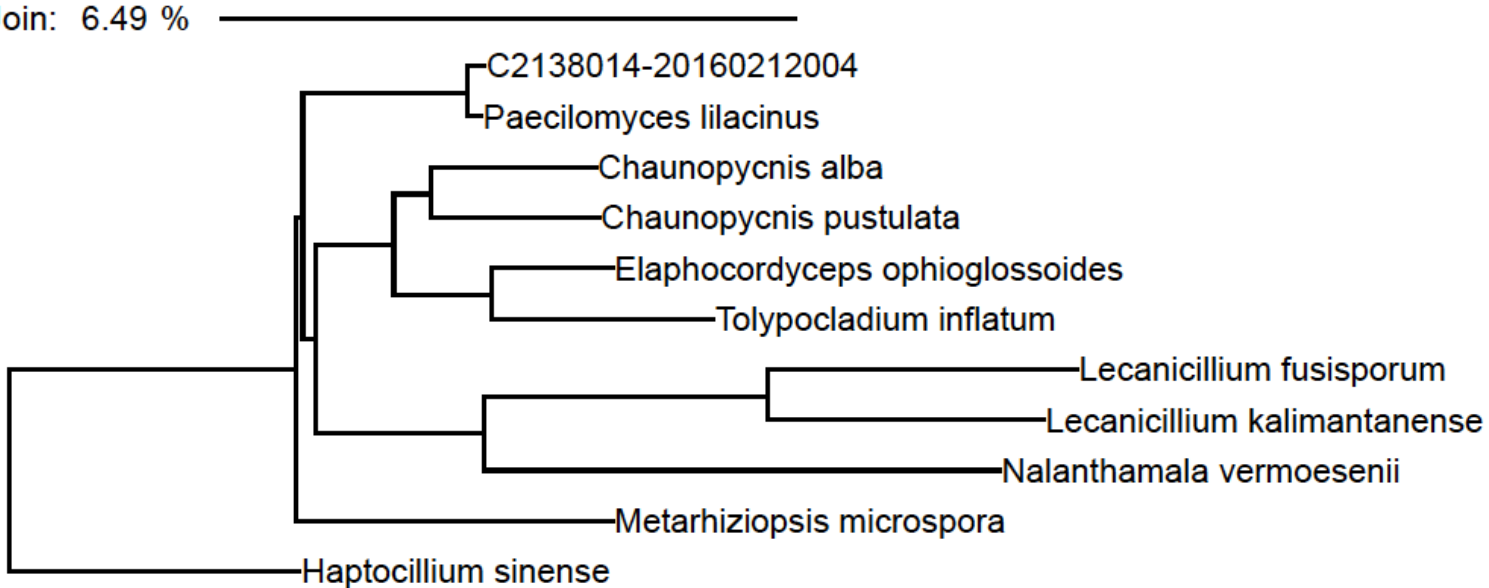 oin: 6.49 %
C2138014-20160212004
Paecilomyces lilacinus
Chaunopycnis alba
Chaunopycnis pustulata
Elaphocordyceps ophioglossoides
Tolypocladium inflatum
Lecanicillium fusisporum
Lecanicillium kalimantanense
Nalanthamala vermoesenii
Metarhiziopsis microspora
Haptocillium sinense